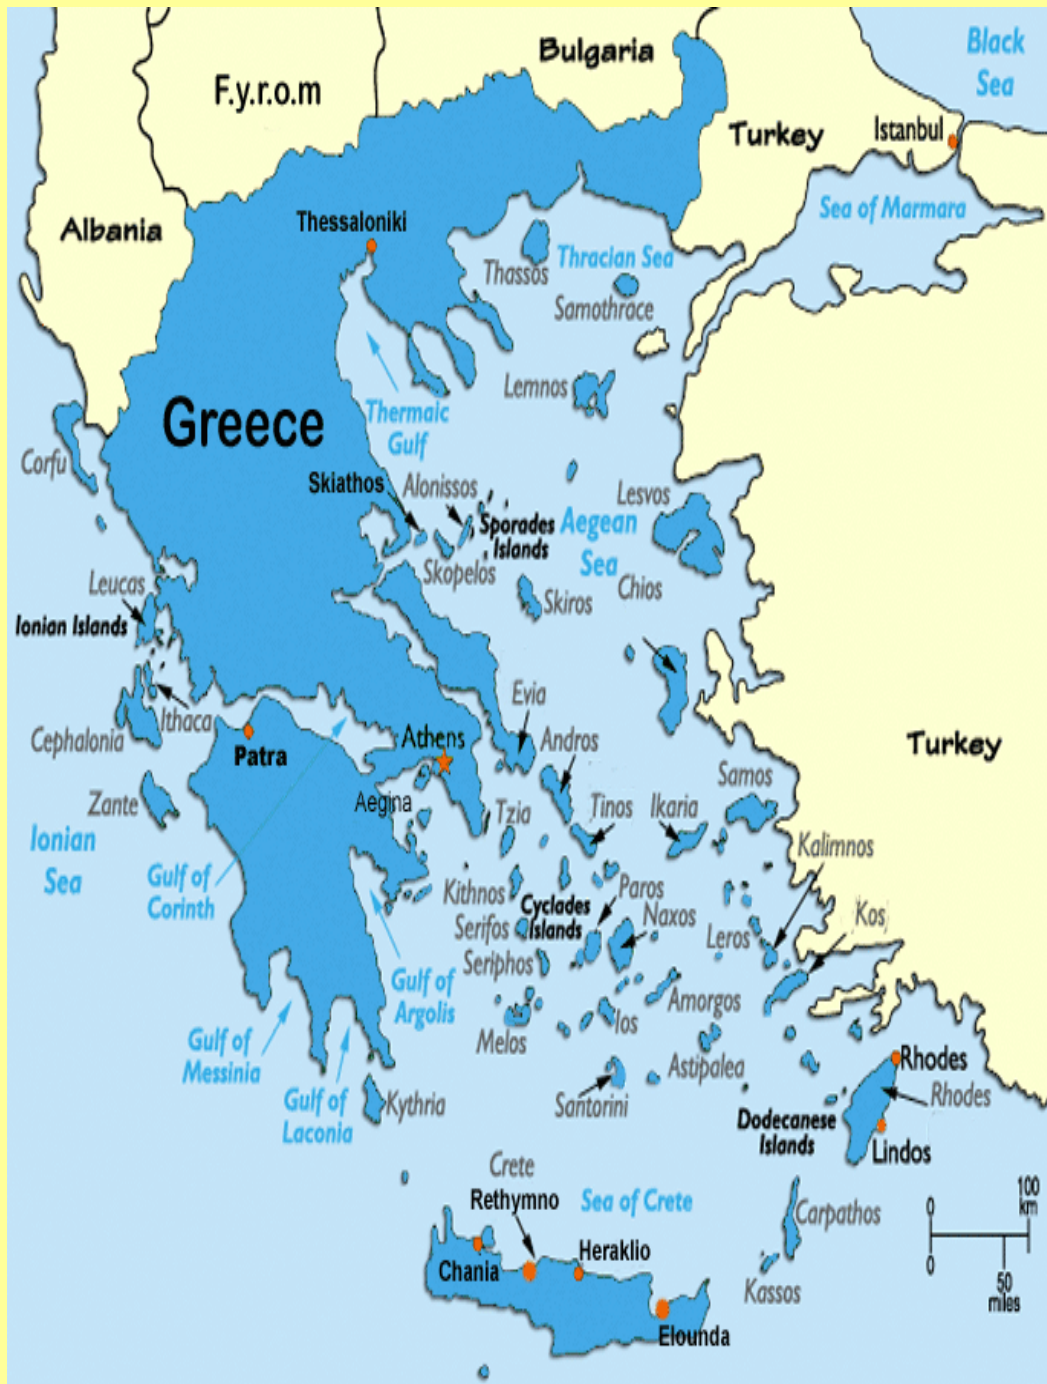 Bulgaria
Black
Sea
F.y.r.o.m
Turkey
Istanbul
Albania
Thessaloniki
Sea of Marmara
Thassos
Thracian Sea
Samothrace
Greece
Lemnos
Thermaic
Gulf
Corfu
Skiathos
Alonissos
Sporades
Islands
Aegean
Sea
Lesvos
Skopelos
Leucas
Skiros
Chios
Ionian Islands
Evia
Ithaca
Cephalonia
Patra
Athens
Andros
Turkey
Zante
Aegina
Tzia
Tinos
Ikaria
Samos
Ionian
Sea
Kalimnos
Gulf of
Corinth
Kithnos
Cyclades
Islands
Paros
Naxos
Kos
Serifos
Leros
Seriphos
Gulf of
Argolis
Amorgos
Ios
Melos
Gulf of
Messinia
Astipalea
Rhodes
Rhodes
Gulf of
Laconia
Kythria
Santorini
Dodecanese
Islands
Lindos
Crete
Rethymno
Sea of Crete
Carpathos
0
100
km
Heraklio
Chania
Kassos
0
50
miles
Elounda